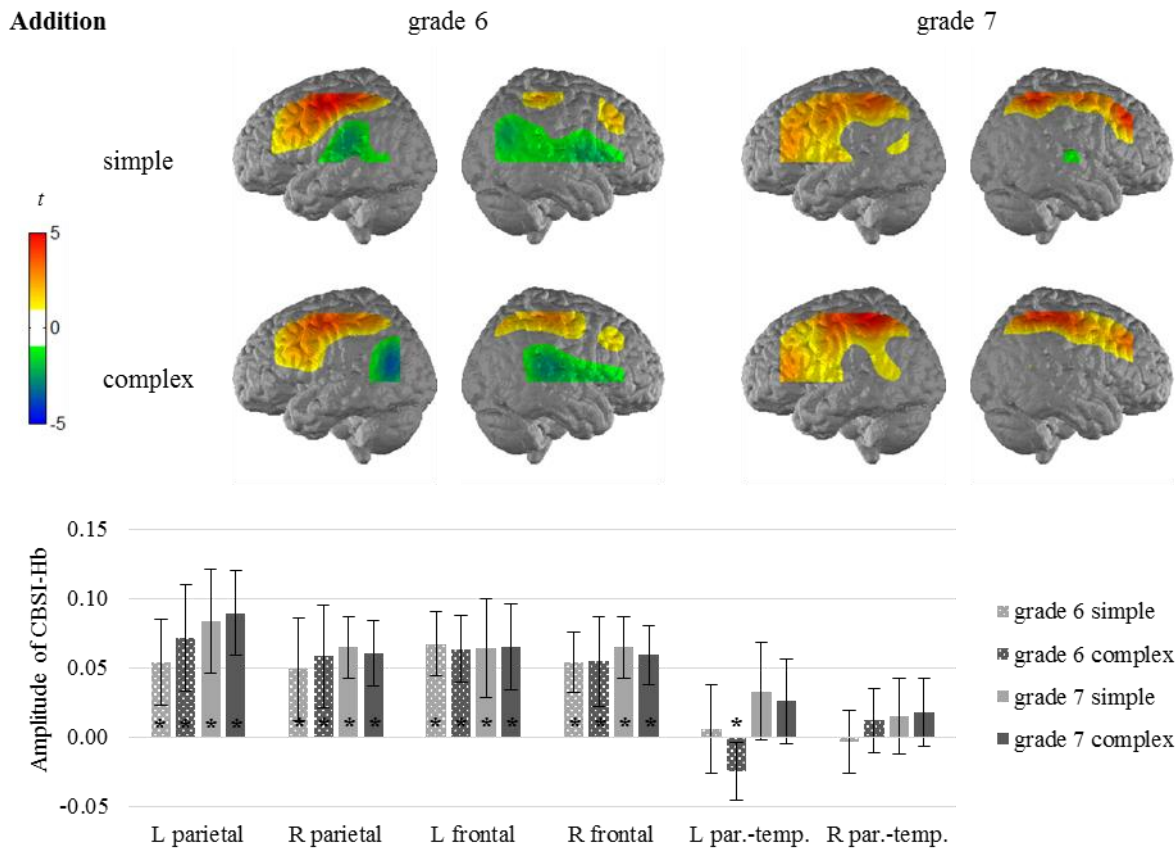 Addition grade 6 grade 7
simple
t
5
0
-5
complex
Amplitude of CBSI-Hb
0.15
0.10
0.05
0.00
-0.05
* * * * * * * * * * * * * * * * *
L parietal R parietal L frontal R frontal L par.-temp. R par.-temp.
grade 6 simple
grade 6 complex
grade 7 simple
grade 7 complex